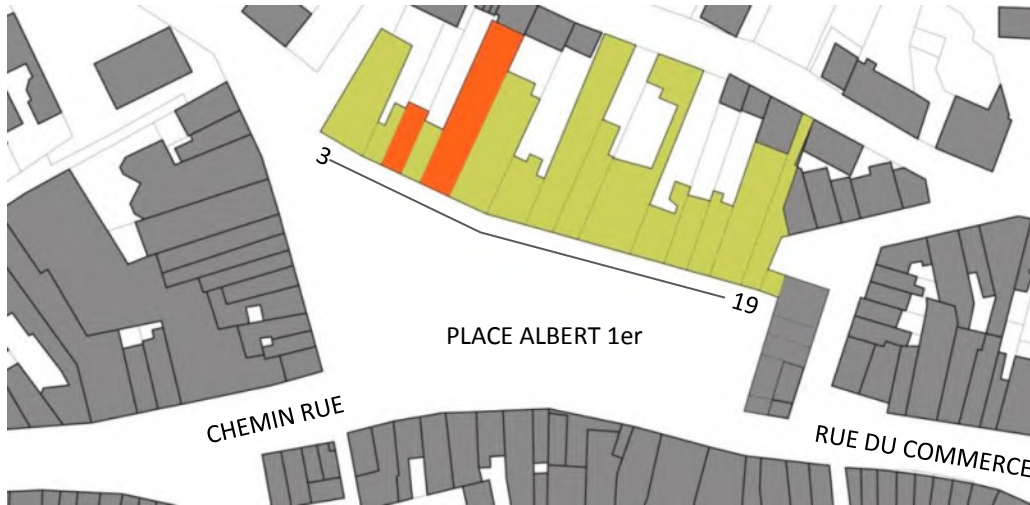 3
19
PLACE ALBERT 1er
CHEMIN RUE
RUE DU COMMERCE